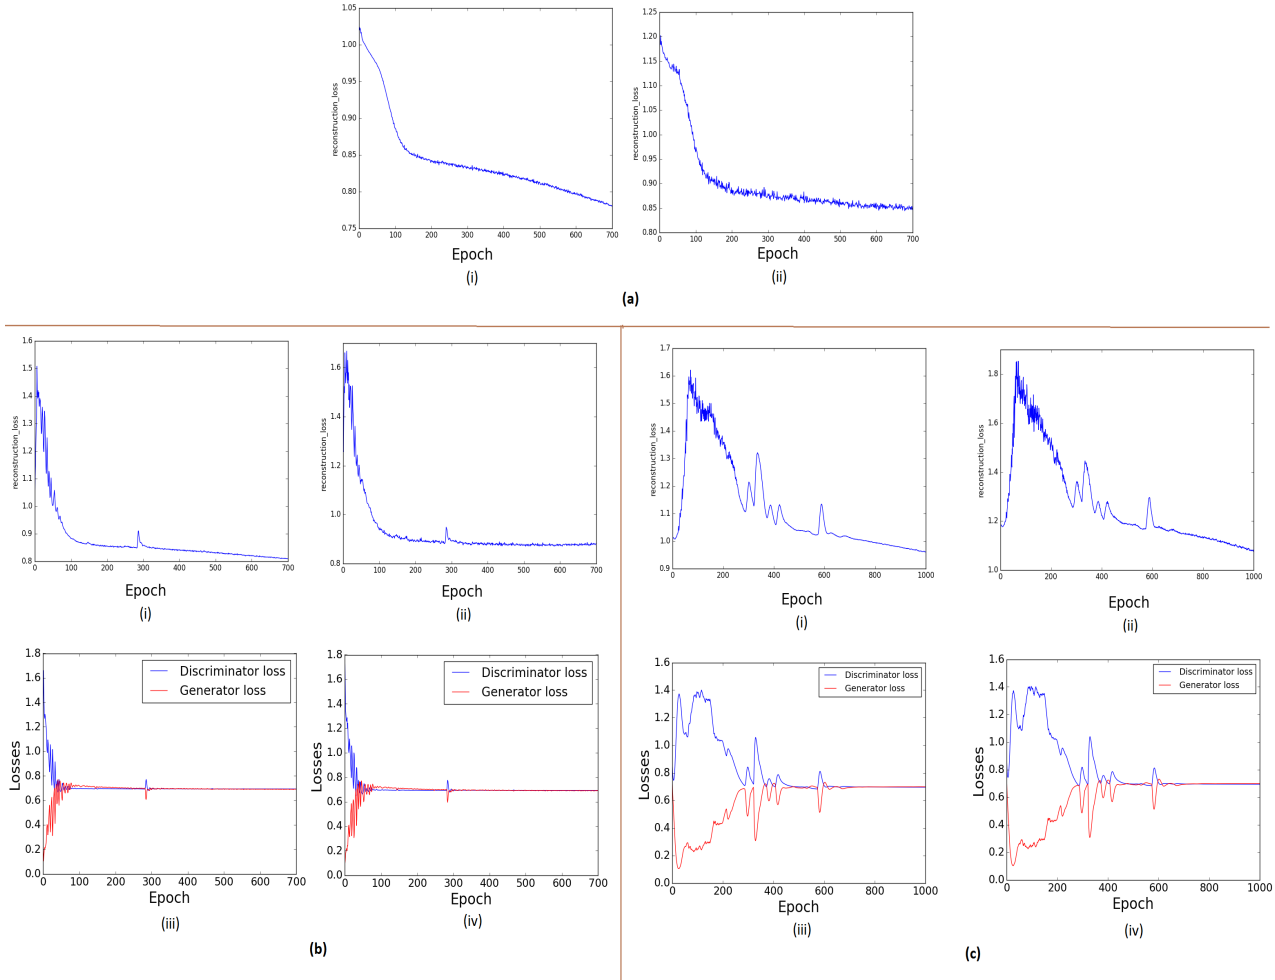 1.05
1.00
0.95
0.90
0.85
0.80
0.75
reconstruction_loss
0 100 200 300 400 500 600 700
Epoch
(i)
1.25
1.20
1.15
1.10
1.05
1.00
0.95
0.90
0.85
0.80
reconstruction_loss
0 100 200 300 400 500 600 700
Epoch
(ii)
(a)
1.6
1.5
1.4
1.3
1.2
1.1
1.0
0.9
0.8
reconstruction_loss
0 100 200 300 400 500 600 700
Epoch
(i)
1.6
1.4
1.2
1.0
0.8
reconstruction_loss
0 100 200 300 400 500 600 700
Epoch
(ii)
1.8
1.6
1.4
1.2
1.0
0.8
0.6
0.4
0.2
0.0
Losses
Discriminator loss
Generator loss
0 100 200 300 400 500 600 700
Epoch
(iii)
1.8
1.6
1.4
1.2
1.0
0.8
0.6
0.4
0.2
0.0
Losses
Discriminator loss
Generator loss
0 100 200 300 400 500 600 700
Epoch
(iv)
(b)
1.7
1.6
1.5
1.4
1.3
1.2
1.1
1.0
0.9
reconstruction_loss
0 200 400 600 800 1000
Epoch
(i)
1.8
1.6
1.4
1.2
1.0
reconstruction_loss
0 200 400 600 800 1000
Epoch
(ii)
1.6
1.4
1.2
1.0
0.8
0.6
0.4
0.2
0.0
Losses
Discriminator loss
Generator loss
0 200 400 600 800 1000
Epoch
(iii)
1.6
1.4
1.2
1.0
0.8
0.6
0.4
0.2
0.0
Losses
Discriminator loss
Generator loss
0 200 400 600 800 1000
Epoch
(iv)
(c)